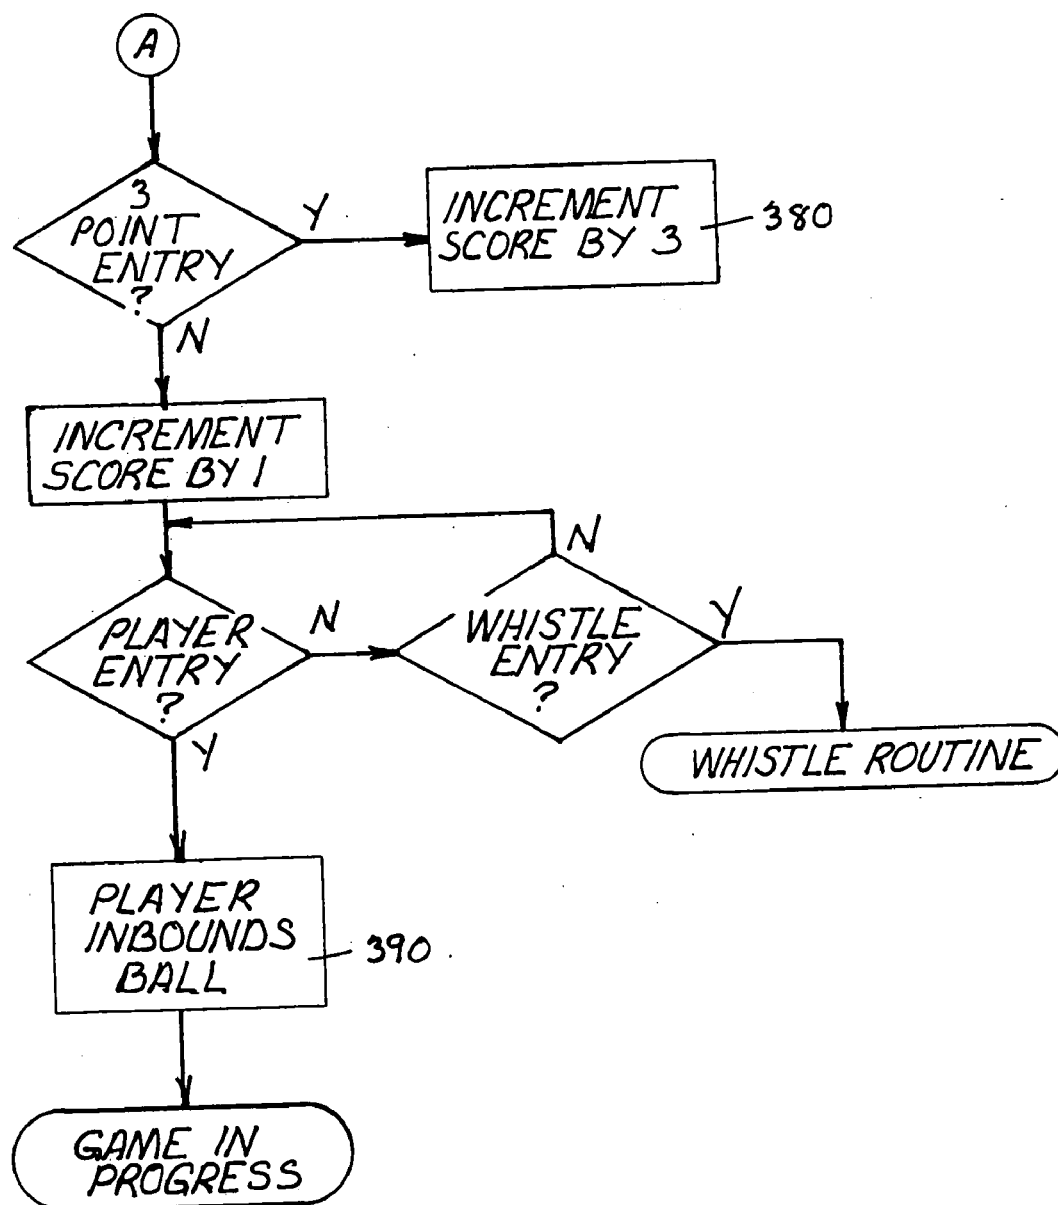 A
3
POINT
ENTRY
?
Y
INCREMENT
SCORE BY 3
380
N
INCREMENT
SCORE BY 1
N
PLAYER
ENTRY
?
N
WHISTLE
ENTRY
?
Y
Y
WHISTLE ROUTINE
PLAYER
INBOUNDS
BALL
390
GAME IN
PROGRESS